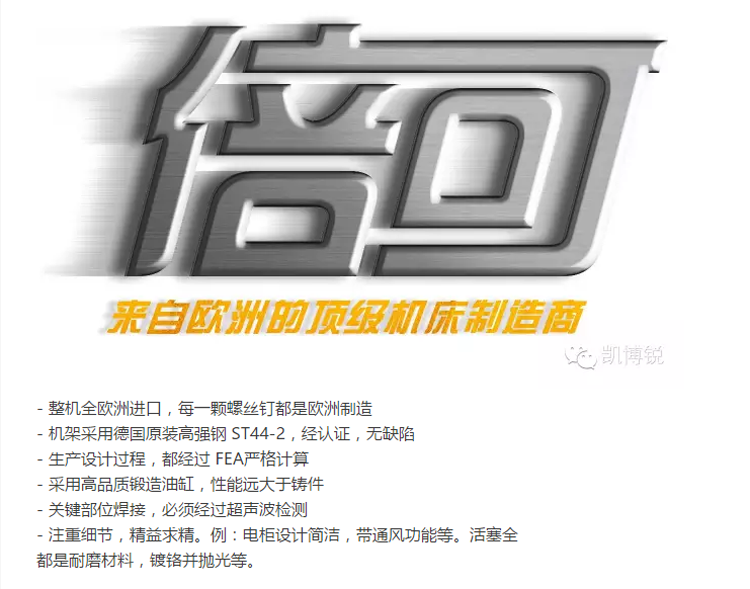 倍可
来自欧洲的顶级机床制造商
凯博锐
- 整机全欧洲进口，每一颗螺丝钉都是欧洲制造
- 机架采用德国原装高强钢 ST44-2，经认证，无缺陷
- 生产设计过程，都经过 FEA严格计算
- 采用高品质锻造油缸，性能远大于铸件
- 关键部位焊接，必须经过超声波检测
- 注重细节，精益求精。例：电柜设计简洁，带通风功能等。活塞全
都是耐磨材料，镀铬并抛光等。